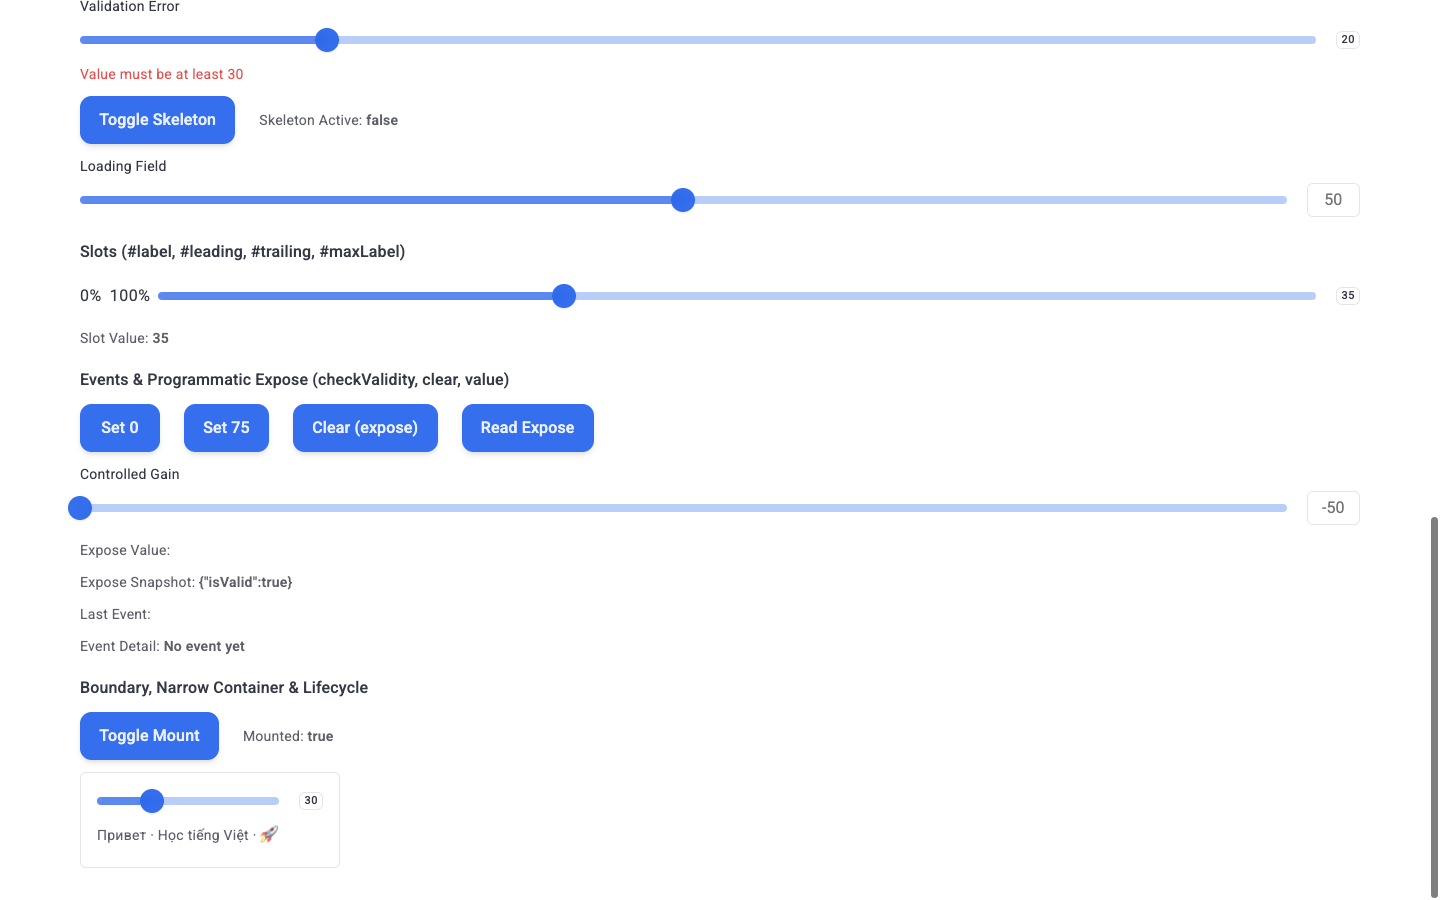 Validation Error
20
Value must be at least 30
Toggle Skeleton Skeleton Active: false
Loading Field
50
Slots (#label, #leading, #trailing, #maxLabel)
0% 100% 35
Slot Value: 35
Events & Programmatic Expose (checkValidity, clear, value)
Set 0 Set 75 Clear (expose) Read Expose
Controlled Gain
-50
Expose Value:
Expose Snapshot: {"isValid":true}
Last Event:
Event Detail: No event yet
Boundary, Narrow Container & Lifecycle
Toggle Mount Mounted: true
30
Привет · Học tiếng Việt · 🚀